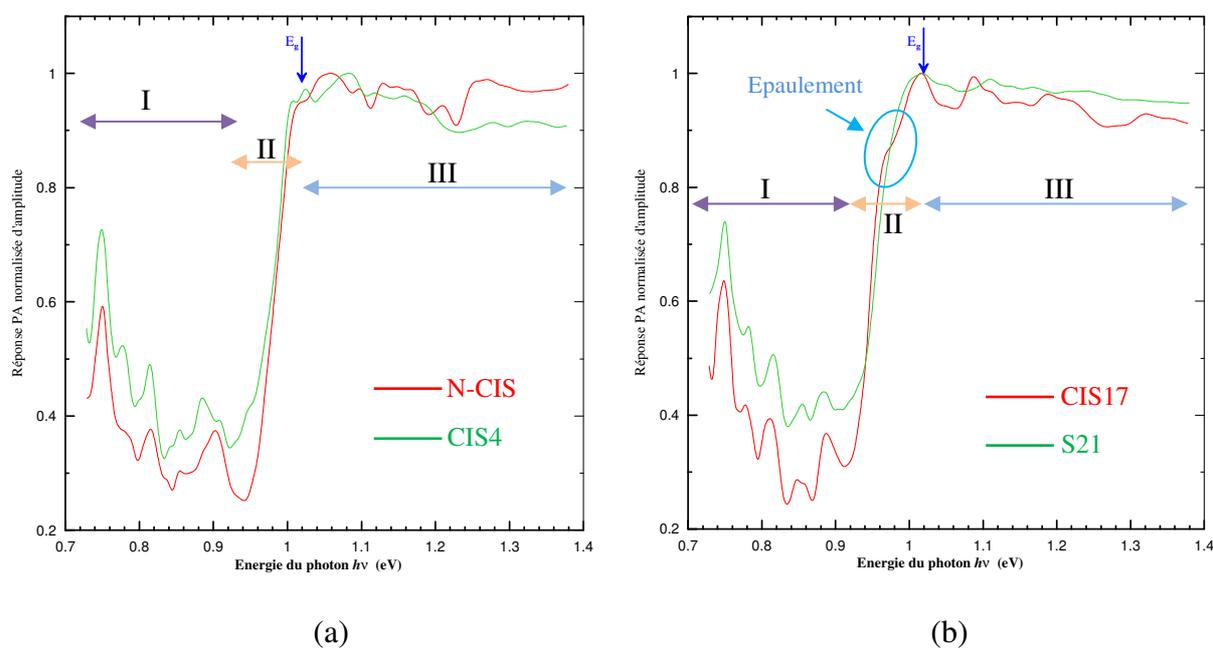 E_g
1
I
II
III
0.8
0.6
0.4
0.2
Réponse PA normalisée d'amplitude
N-CIS
CIS4
0.7 0.8 0.9 1 1.1 1.2 1.3 1.4
Energie du photon hν (eV)
(a)
E_g
1
Epaulement
I
II
III
0.8
0.6
0.4
0.2
Réponse PA normalisée d'amplitude
CIS17
S21
0.7 0.8 0.9 1 1.1 1.2 1.3 1.4
Energie du photon hν (eV)
(b)